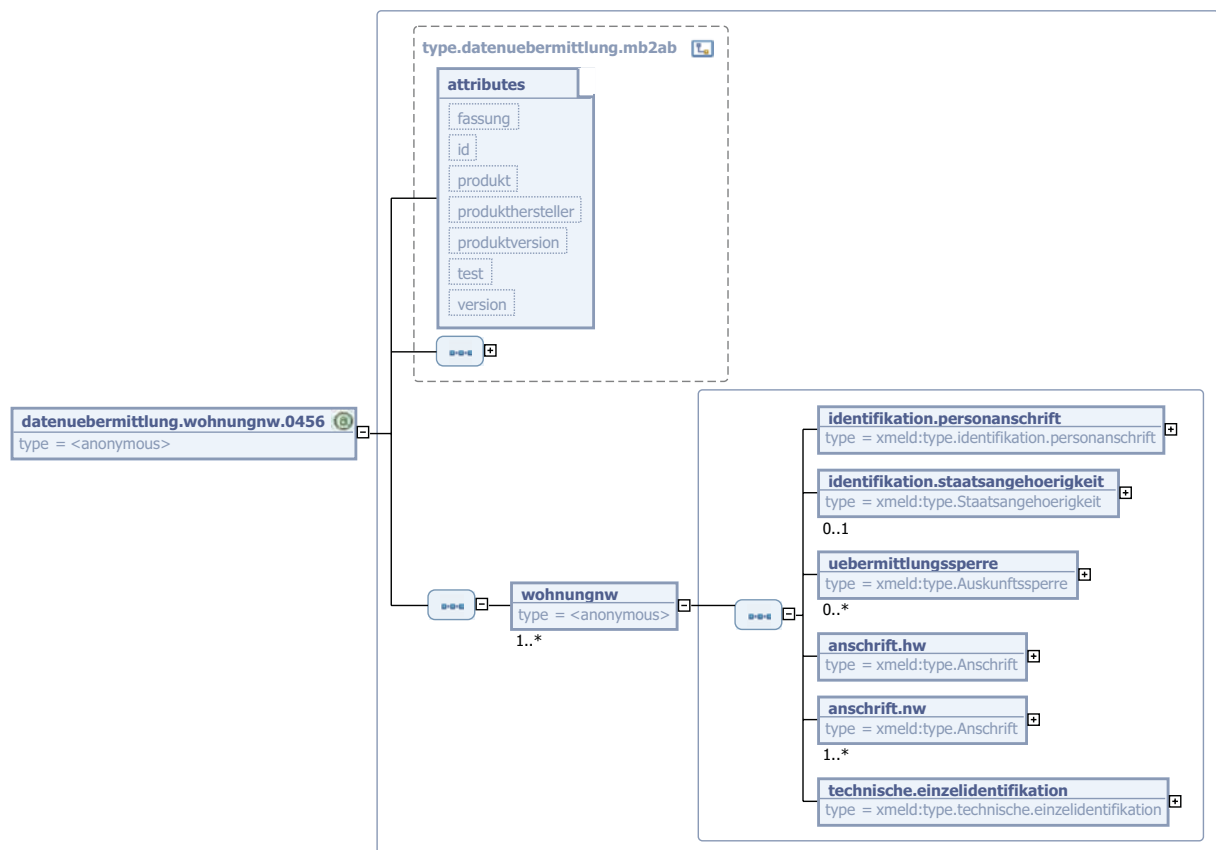 type.datenuebermittlung.mb2ab
attributes
fassung
id
produkt
produkthersteller
produktversion
test
version
datenuebermittlung.wohnungnw.0456
type = <anonymous>
wohnungnw
type = <anonymous>
1..*
identifikation.personanschrift
type = xmeld:type.identifikation.personanschrift
identifikation.staatsangehoerigkeit
type = xmeld:type.Staatsangehoerigkeit
0..1
uebermittlungssperre
type = xmeld:type.Auskunftssperre
0..*
anschrift.hw
type = xmeld:type.Anschrift
anschrift.nw
type = xmeld:type.Anschrift
1..*
technische.einzelidentifikation
type = xmeld:type.technische.einzelidentifikation